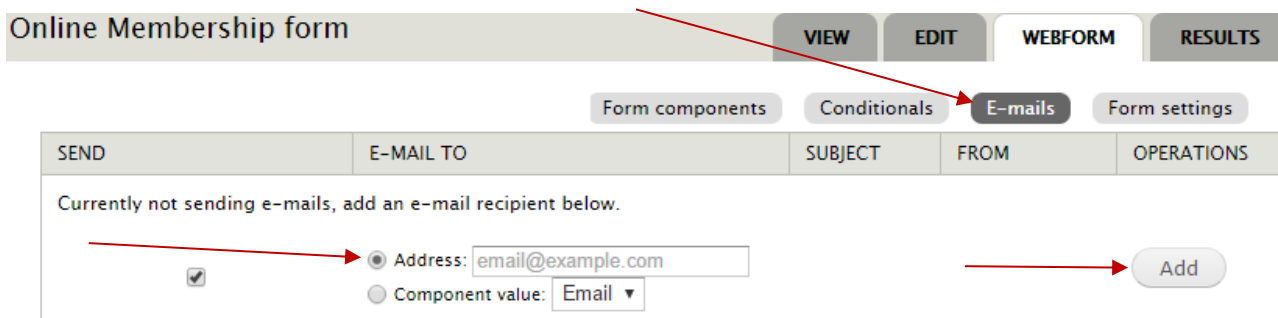 Online Membership form
VIEW EDIT WEBFORM RESULTS
Form components Conditionals E-mails Form settings
SEND E-MAIL TO SUBJECT FROM OPERATIONS
Currently not sending e-mails, add an e-mail recipient below.
Address: email@example.com Add
Component value: Email